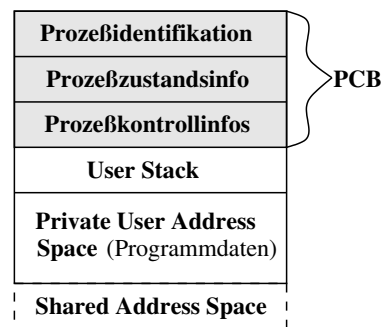 Prozeßidentifikation
Prozeßzustandsinfo
PCB
Prozeßkontrollinfos
User Stack
Private User Address
Space (Programmdaten)
Shared Address Space